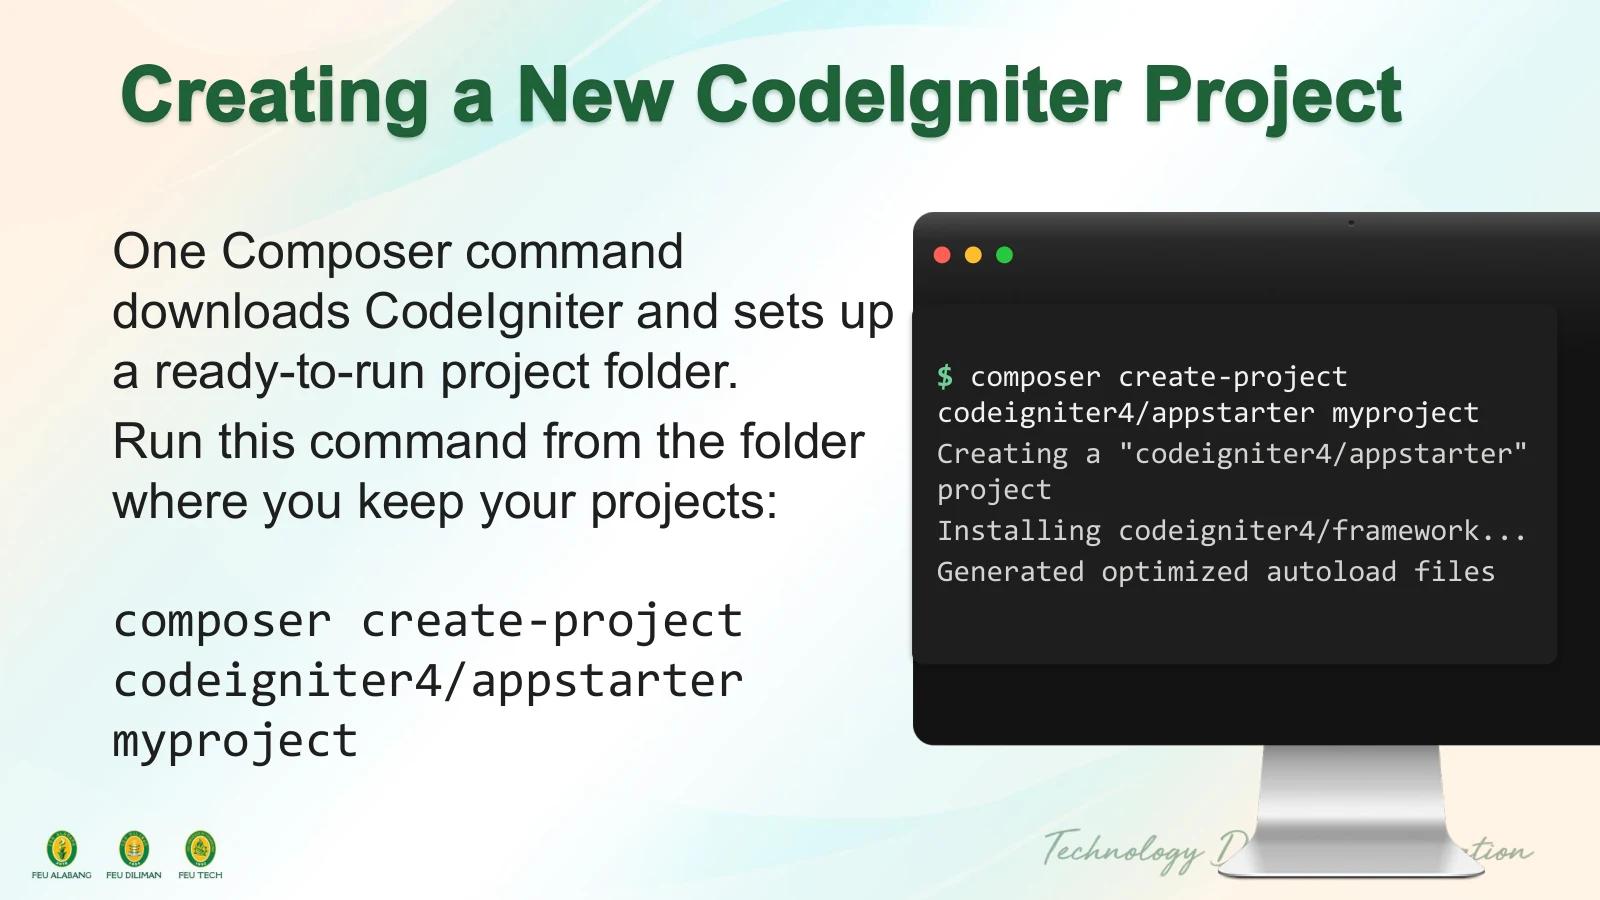 Creating a New CodeIgniter Project
One Composer command
downloads CodeIgniter and sets up
a ready-to-run project folder.
Run this command from the folder
where you keep your projects:
composer create-project
codeigniter4/appstarter
myproject
$ composer create-project
codeigniter4/appstarter myproject
Creating a "codeigniter4/appstarter"
project
Installing codeigniter4/framework...
Generated optimized autoload files
FEU ALABANG
FEU DILIMAN
FEU TECH
Technology